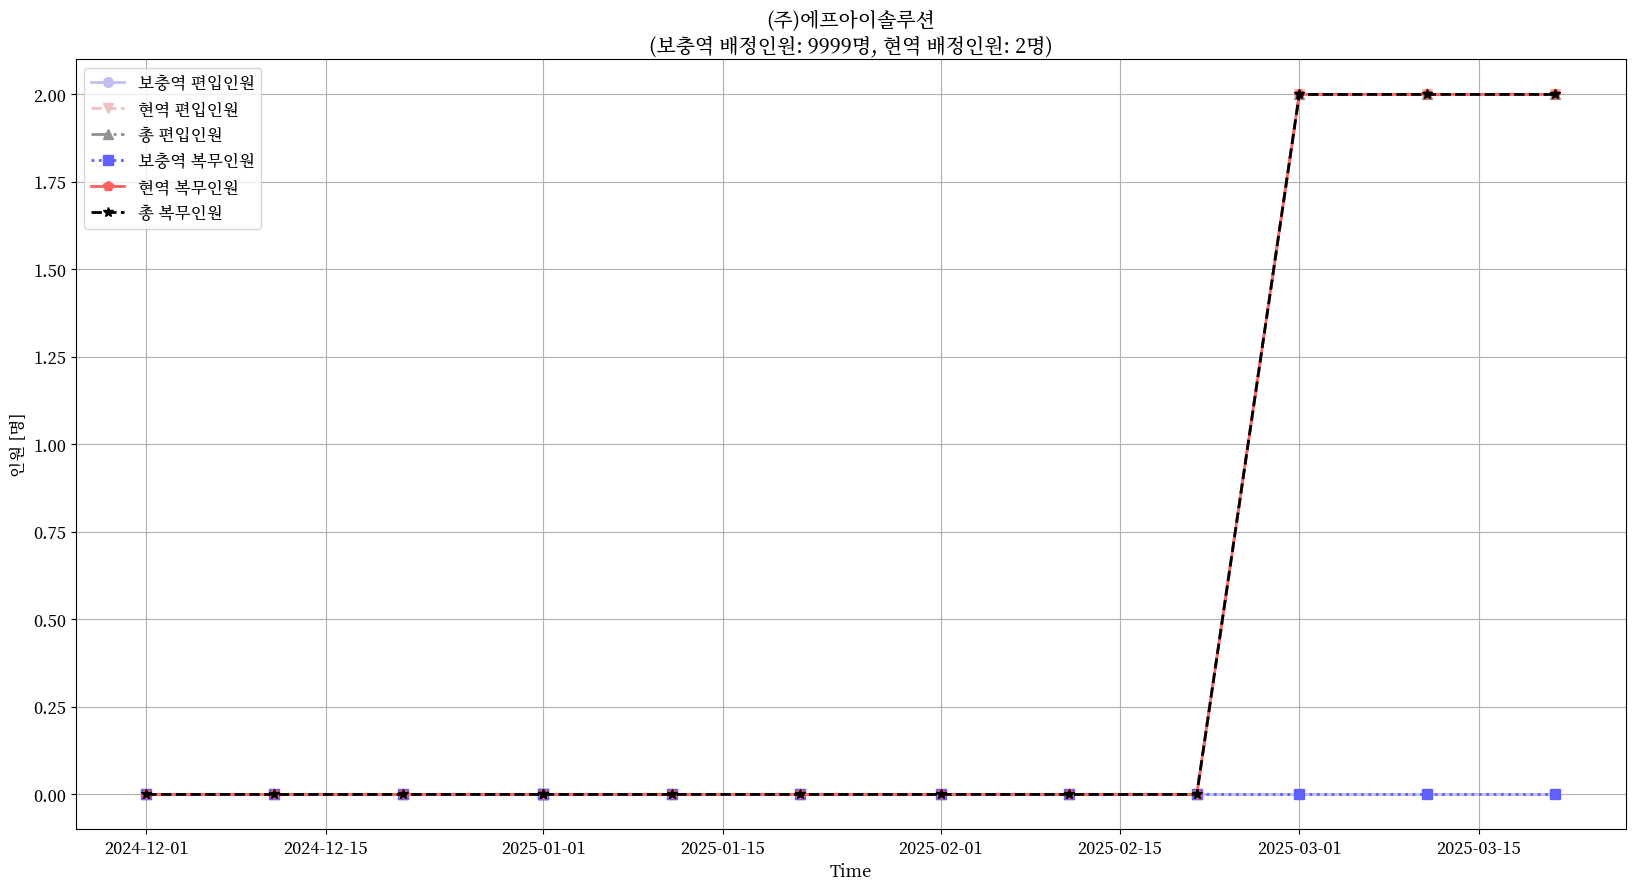 (주)에프아이솔루션
(보충역 배정인원: 9999명, 현역 배정인원: 2명)
보충역 편입인원
현역 편입인원
총 편입인원
보충역 복무인원
현역 복무인원
총 복무인원
2.00
1.75
1.50
1.25
1.00
0.75
0.50
0.25
0.00
인원 [명]
2024-12-01
2024-12-15
2025-01-01
2025-01-15
2025-02-01
2025-02-15
2025-03-01
2025-03-15
Time